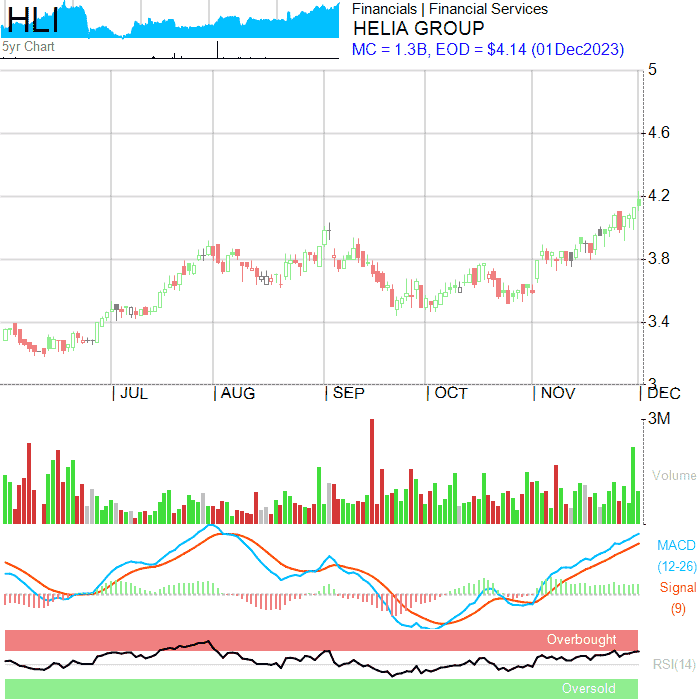 HLI
5yr Chart
Financials | Financial Services
HELIA GROUP
MC = 1.3B, EOD = $4.14 (01Dec2023)
5
4.6
4.2
3.8
3.4
3
JUL
AUG
SEP
OCT
NOV
DEC
3M
Volume
MACD
(12-26)
Signal
(9)
Overbought
RSI(14)
Oversold